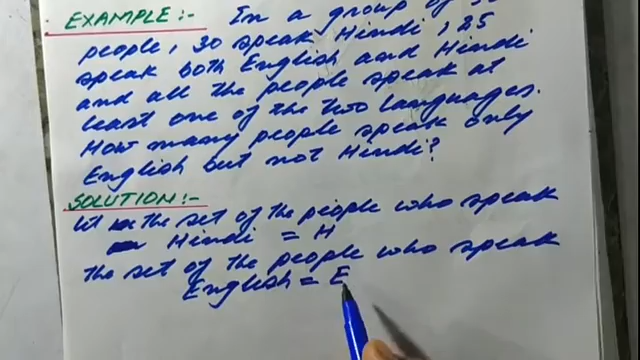 EXAMPLE:- In a group of
people, 30 speak Hindi, 25
speak both English and Hindi
and all the people speak at
least one of the two languages.
How many people speak only
English but not Hindi?
SOLUTION:-
let the set of the people who speak
Hindi = H
the set of the people who speak
English = E